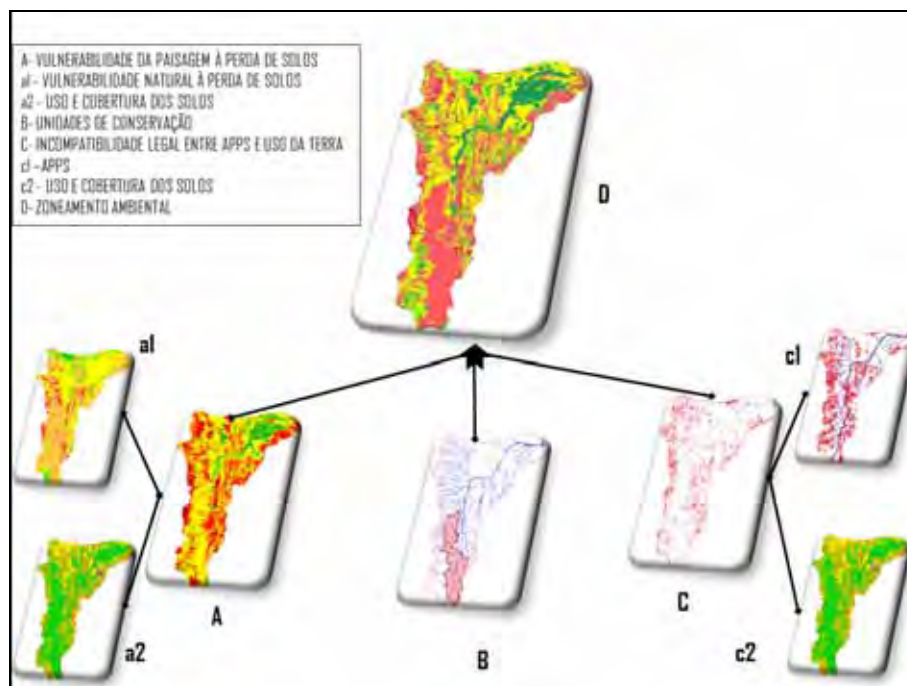 A- VULNERABILIDADE DA PAISAGEM À PERDA DE SOLOS
a1 - VULNERABILIDADE NATURAL À PERDA DE SOLOS
a2 - USO E COBERTURA DOS SOLOS
B- UNIDADES DE CONSERVAÇÃO
C- INCOMPATIBILIDADE LEGAL ENTRE APPS E USO DA TERRA
c1 -APPS
c2 - USO E COBERTURA DOS SOLOS
D- ZONEAMENTO AMBIENTAL
D
a1
c1
A
B
C
a2
c2